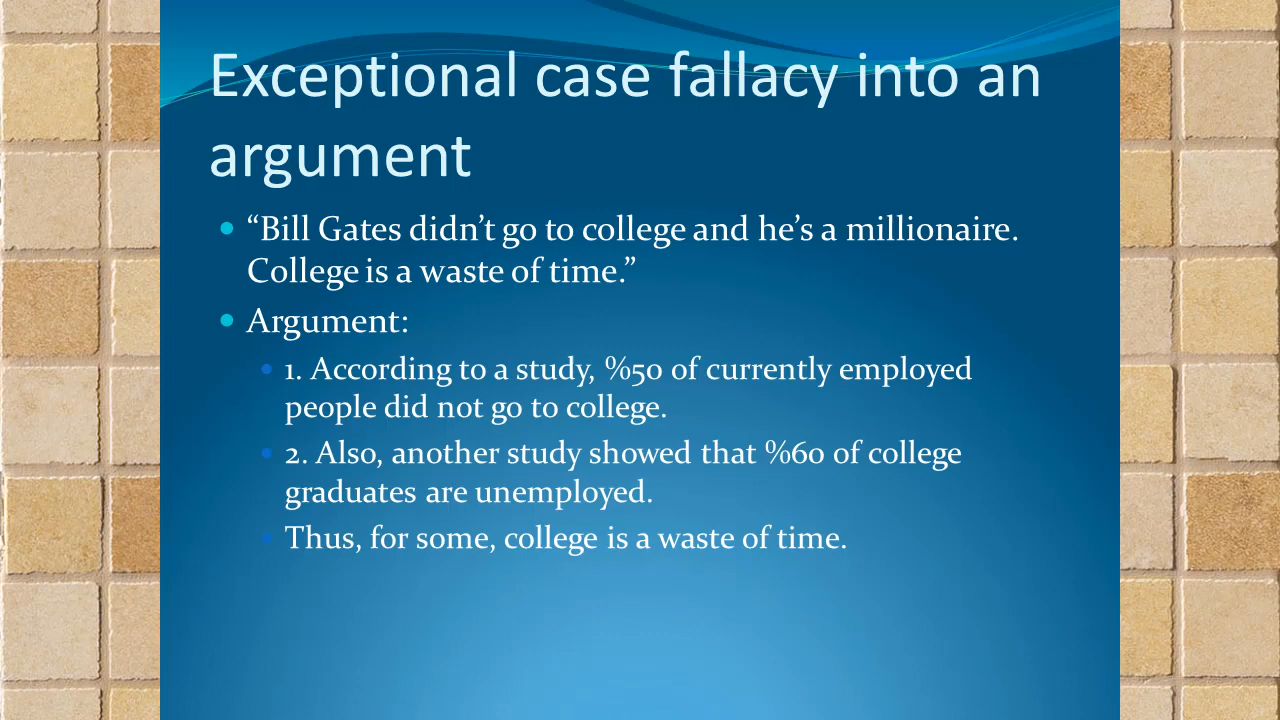 Exceptional case fallacy into an
argument
“Bill Gates didn’t go to college and he’s a millionaire.
College is a waste of time.”
Argument:
1. According to a study, %50 of currently employed
people did not go to college.
2. Also, another study showed that %60 of college
graduates are unemployed.
Thus, for some, college is a waste of time.